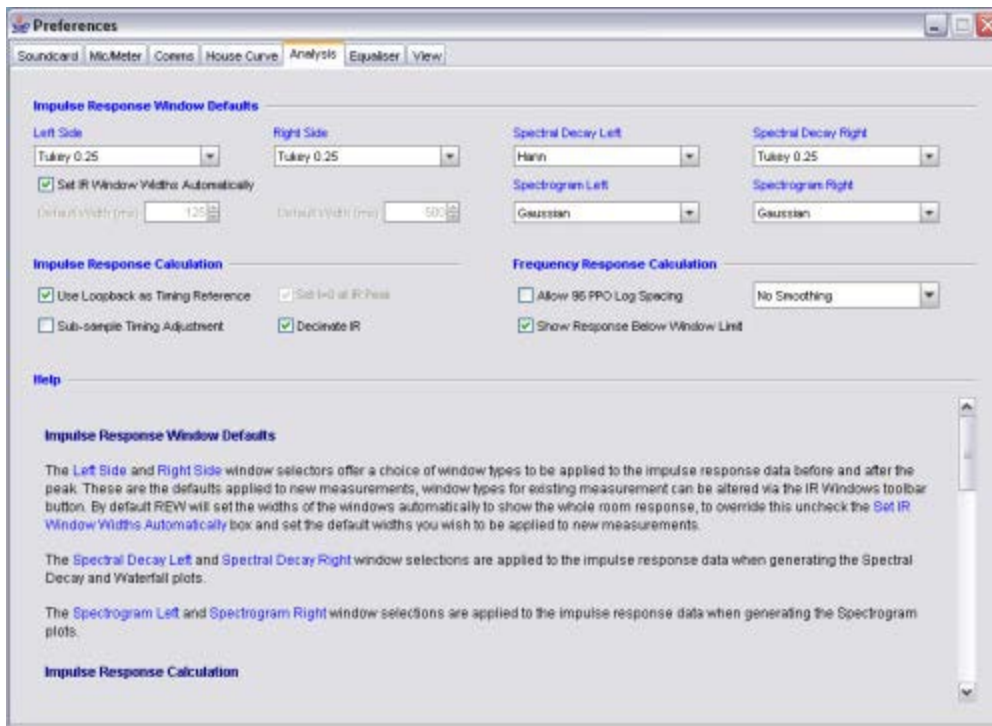 Preferences
Soundcard Mic/Meter Comms House Curve Analysis Equaliser View
Impulse Response Window Defaults
Left Side Right Side Spectral Decay Left Spectral Decay Right
Tukey 0.25 Tukey 0.25 Hann Tukey 0.25
Set IR Window Widths Automatically Spectrogram Left Spectrogram Right
Default Width (ms) 125 Default Width (ms) 500 Gaussian Gaussian
Impulse Response Calculation Frequency Response Calculation
Use Loopback as Timing Reference Set t=0 at IR Peak Allow 96 PPO Log Spacing No Smoothing
Sub-sample Timing Adjustment Decimate IR Show Response Below Window Limit
Help
Impulse Response Window Defaults
The Left Side and Right Side window selectors offer a choice of window types to be applied to the impulse response data before and after the
peak. These are the defaults applied to new measurements, window types for existing measurement can be altered via the IR Windows toolbar
button. By default REW will set the widths of the windows automatically to show the whole room response, to override this uncheck the Set IR
Window Widths Automatically box and set the default widths you wish to be applied to new measurements.
The Spectral Decay Left and Spectral Decay Right window selections are applied to the impulse response data when generating the Spectral
Decay and Waterfall plots.
The Spectrogram Left and Spectrogram Right window selections are applied to the impulse response data when generating the Spectrogram
plots.
Impulse Response Calculation